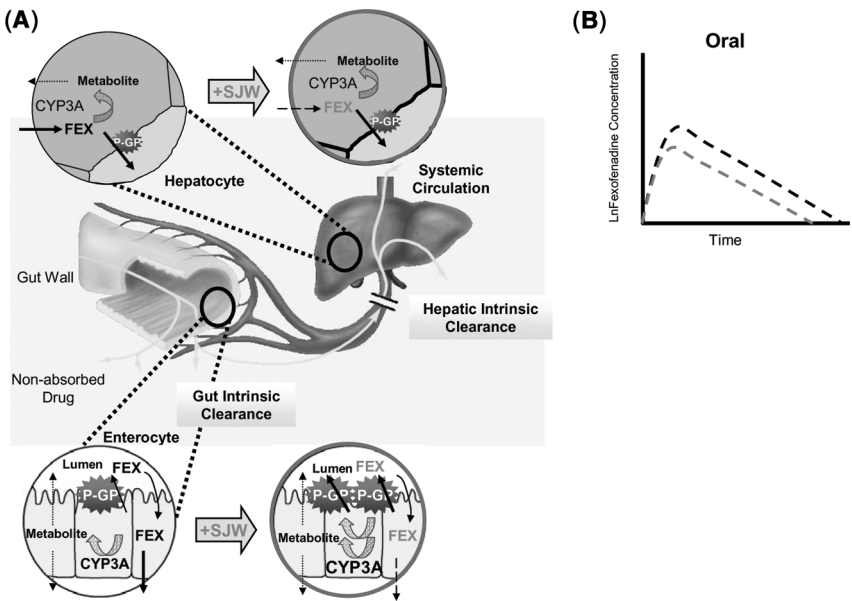 (A)
Metabolite
CYP3A
FEX
P-GP
+SJW
Metabolite
CYP3A
FEX
P-GP
Hepatocyte
Systemic
Circulation
Gut Wall
Hepatic Intrinsic
Clearance
Non-absorbed
Drug
Gut Intrinsic
Clearance
Enterocyte
Lumen
FEX
P-GP
Metabolite
FEX
CYP3A
+SJW
Lumen
FEX
P-GP
P-GP
Metabolite
FEX
CYP3A
(B)
Oral
LnFexofenadine Concentration
Time